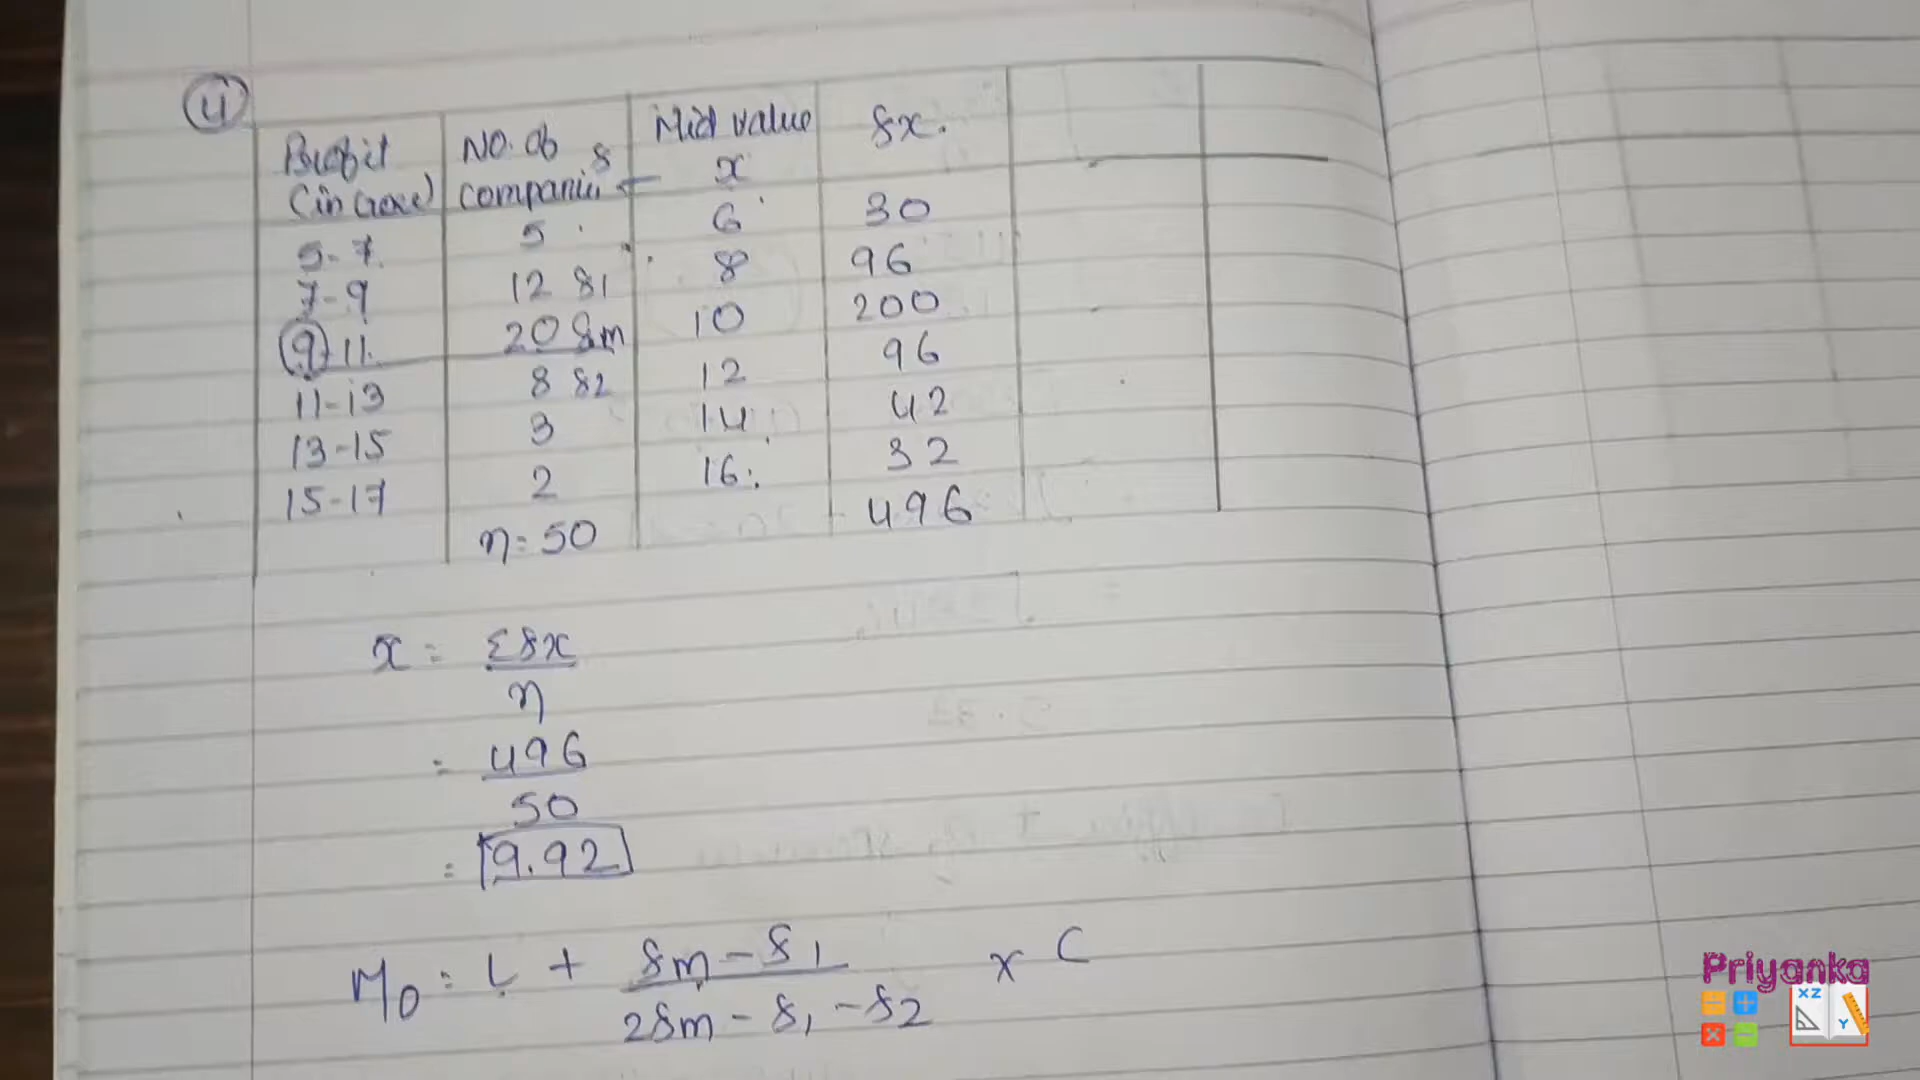 4
Profit (in crore) No. of companies f Mid value x fx.
5-7 5 6 30
7-9 12 f1 8 96
9-11 20 fm 10 200
11-13 8 f2 12 96
13-15 3 14 42
15-17 2 16 32
n=50 496
x = Σfx
n
= 496
50
= 9.92
M0 = L + fm - f1 x C
2fm - f1 - f2
Priyanka
XZ
Y